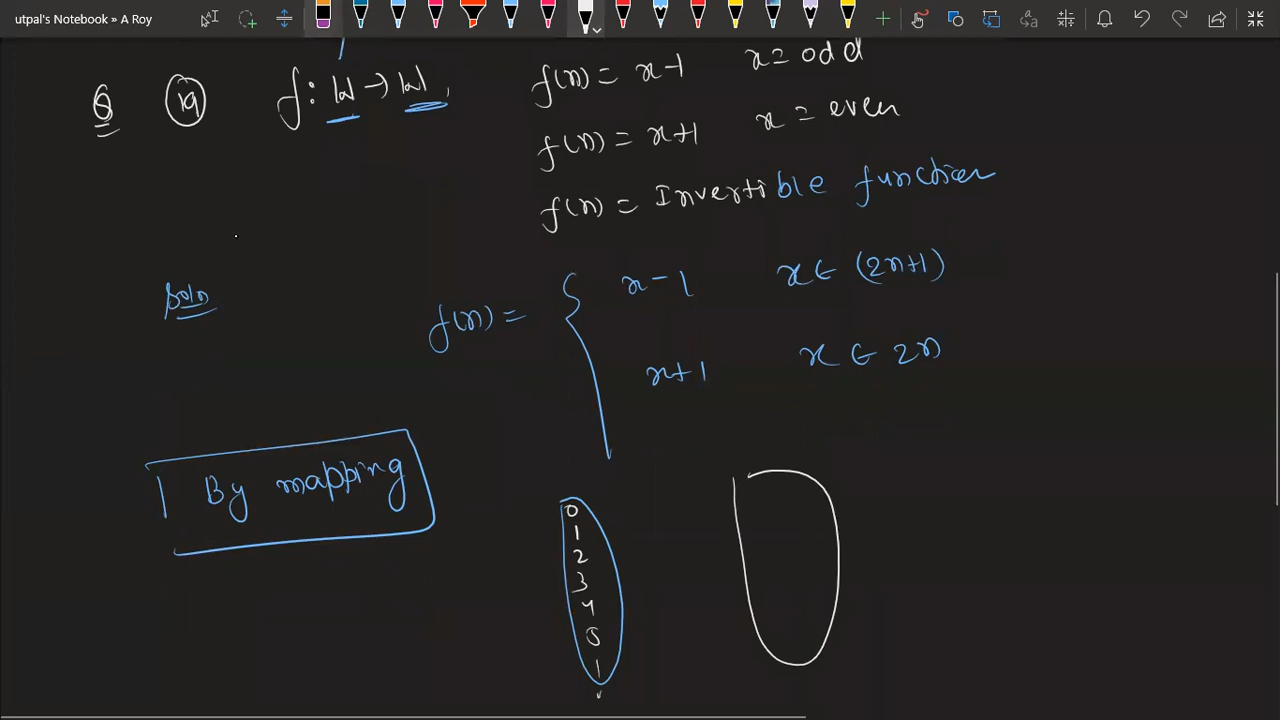 utpal's Notebook » A Roy
Q 19 f: W → W, f(n) = x-1 x = odd
f(n) = x+1 x = even
f(n) = Invertible function
Soln f(n) = { x-1 x ∈ (2n+1)
x+1 x ∈ 2n
By mapping
0
1
2
3
4
5